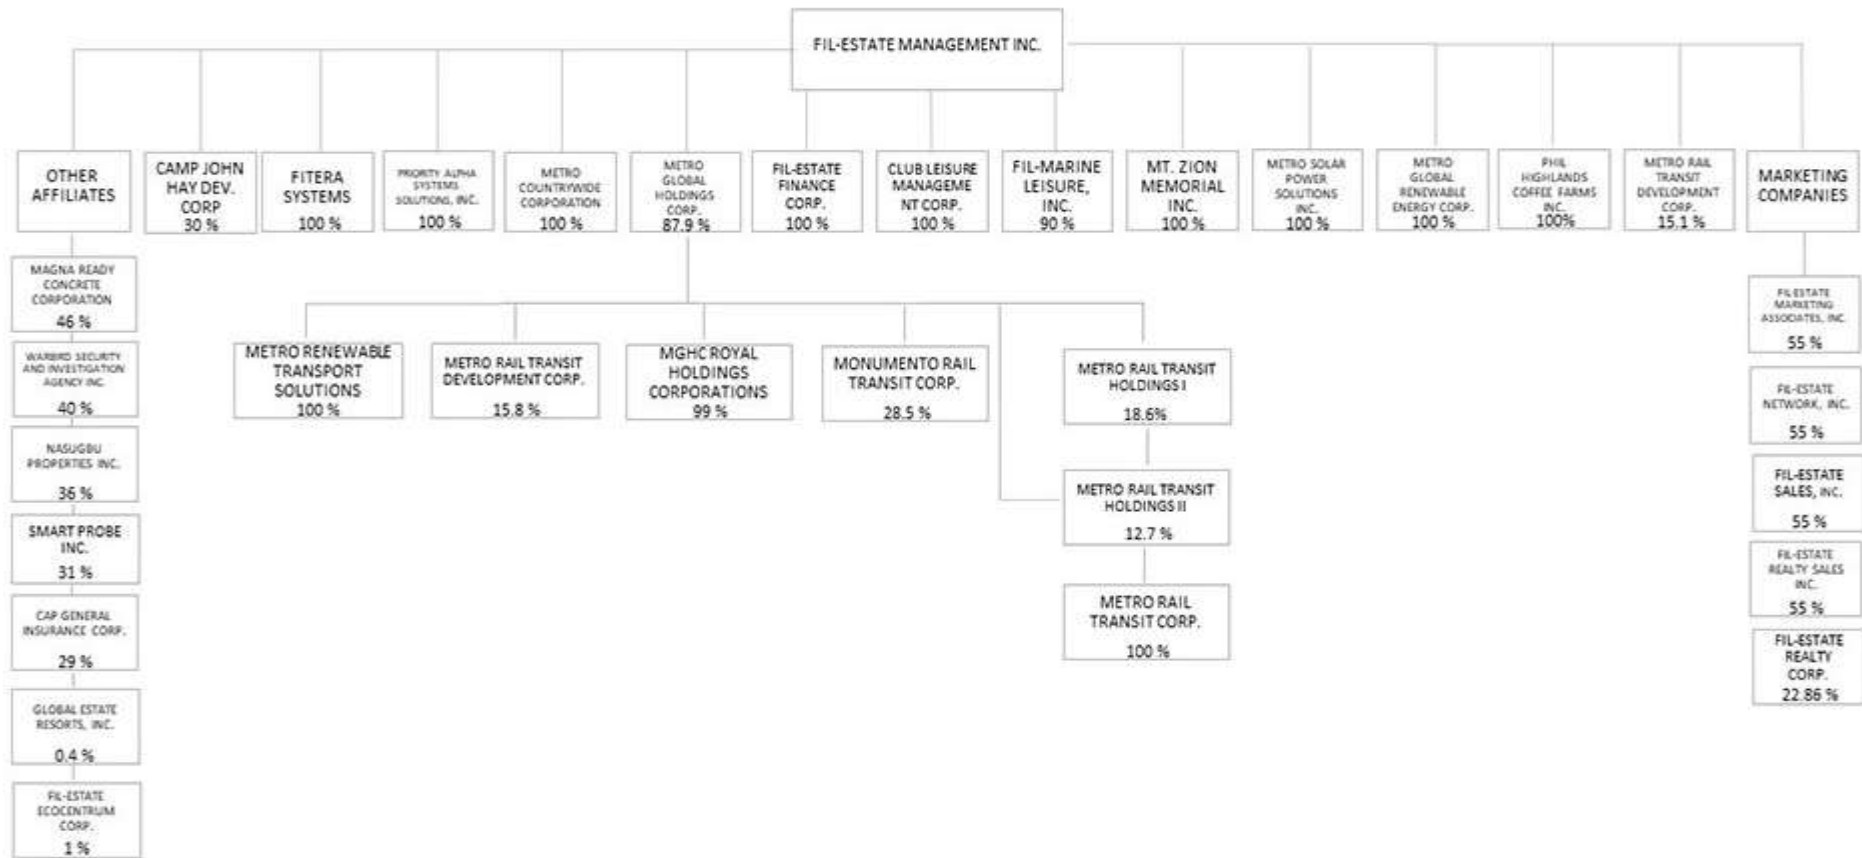 FIL-ESTATE MANAGEMENT INC.
OTHER
AFFILIATES
CAMP JOHN
HAY DEV.
CORP
30 %
FITERA
SYSTEMS
100 %
PRIORITY ALPHA
SYSTEMS
SOLUTIONS, INC.
100 %
METRO
COUNTRYWIDE
CORPORATION
100 %
METRO
GLOBAL
HOLDINGS
CORP.
87.9 %
FIL-ESTATE
FINANCE
CORP.
100 %
CLUB LEISURE
MANAGEME
NT CORP.
100 %
FIL-MARINE
LEISURE,
INC.
90 %
MT. ZION
MEMORIAL
INC.
100 %
METRO SOLAR
POWER
SOLUTIONS
INC.
100 %
METRO
GLOBAL
RENEWABLE
ENERGY CORP.
100 %
PHIL
HIGHLANDS
COFFEE FARMS
INC.
100%
METRO RAIL
TRANSIT
DEVELOPMENT
CORP.
15.1 %
MARKETING
COMPANIES
MAGNA READY
CONCRETE
CORPORATION
46 %
WARBRD SECURITY
AND INVESTIGATION
AGENCY INC.
40 %
NASUGBU
PROPERTIES INC.
36 %
SMART PROBE
INC.
31 %
CAP GENERAL
INSURANCE CORP.
29 %
GLOBAL ESTATE
RESORTS, INC.
0.4 %
FIL-ESTATE
ECOCENTRUM
CORP.
1 %
METRO RENEWABLE
TRANSPORT
SOLUTIONS
100 %
METRO RAIL TRANSIT
DEVELOPMENT CORP.
15.8 %
MGHC ROYAL
HOLDINGS
CORPORATIONS
99 %
MONUMENTO RAIL
TRANSIT CORP.
28.5 %
METRO RAIL TRANSIT
HOLDINGS I
18.6%
METRO RAIL TRANSIT
HOLDINGS II
12.7 %
METRO RAIL
TRANSIT CORP.
100 %
FIL-ESTATE
MARKETING
ASSOCIATES, INC.
55 %
FIL-ESTATE
NETWORK, INC.
55 %
FIL-ESTATE
SALES, INC.
55 %
FIL-ESTATE
REALTY SALES
INC.
55 %
FIL-ESTATE
REALTY
CORP.
22.86 %